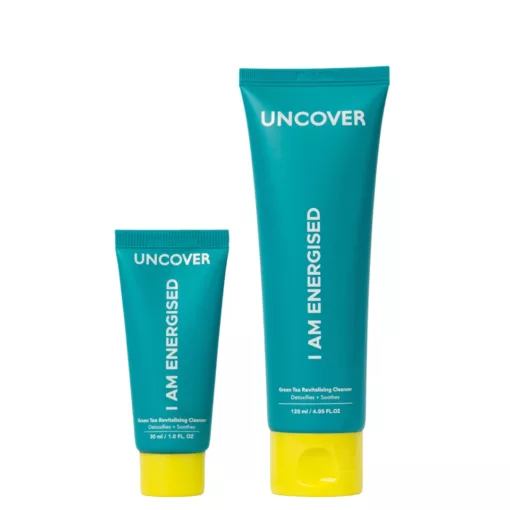 UNCOVER
I AM ENERGISED
Green Tea Revitalising Cleanser
Detoxifies + Soothes
30 ml / 1.0 FL. OZ
UNCOVER
I AM ENERGISED
Green Tea Revitalising Cleanser
Detoxifies + Soothes
120 ml / 4.05 FL.OZ